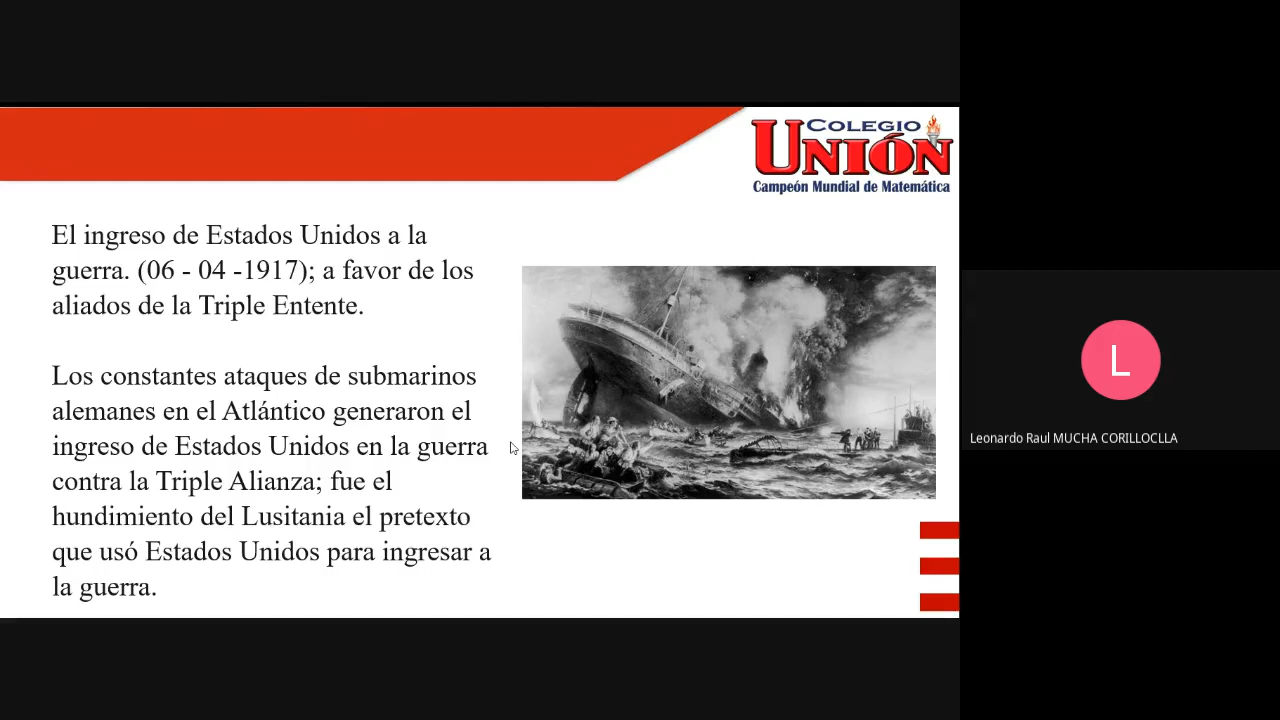 COLEGIO
UNIÓN
Campeón Mundial de Matemática
El ingreso de Estados Unidos a la
guerra. (06 - 04 -1917); a favor de los
aliados de la Triple Entente.
Los constantes ataques de submarinos
alemanes en el Atlántico generaron el
ingreso de Estados Unidos en la guerra
contra la Triple Alianza; fue el
hundimiento del Lusitania el pretexto
que usó Estados Unidos para ingresar a
la guerra.
L
Leonardo Raul MUCHA CORILLOCLLA